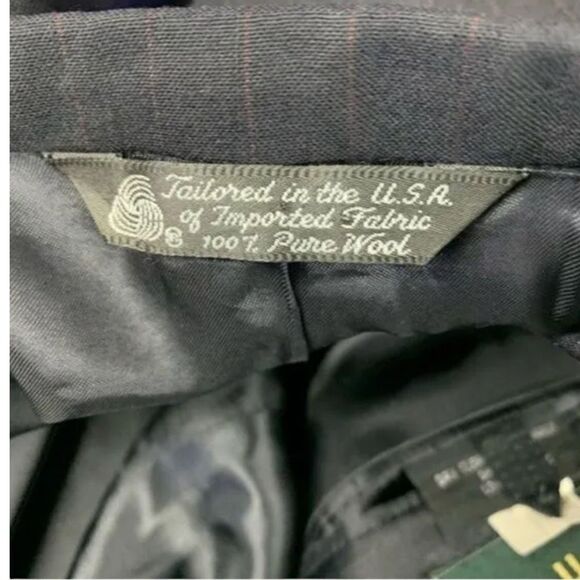 Tailored in the U.S.A.
of Imported Fabric
® 100% Pure Wool